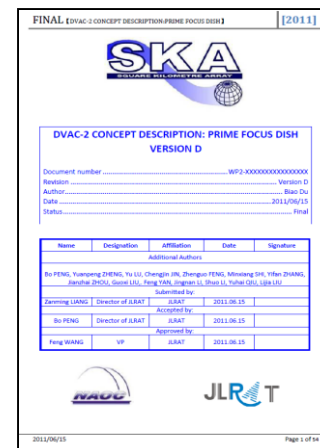 FINAL [DVAC-2 CONCEPT DESCRIPTION:PRIME FOCUS DISH] [2011]
SKA
SQUARE KILOMETRE ARRAY
DVAC-2 CONCEPT DESCRIPTION: PRIME FOCUS DISH
VERSION D
Document number ........ WP2-XXXXXXXXXXXXXXX
Revision ........ Version D
Author ........ Biao Du
Date ........ 2011/06/15
Status ........ Final
Name Designation Affiliation Date Signature
Additional Authors
Bo PENG, Yuanpeng ZHENG, Yu LU, Chengjin JIN, Zhenguo FENG, Minxiang SHI, Yifan ZHANG,
Jianzhai ZHOU, Guoxi LIU, Feng YAN, Jingnan LI, Shuo LI, Yuhai QIU, Lijia LIU
Submitted by:
Zanming LIANG Director of JLRAT JLRAT 2011.06.15
Accepted by:
Bo PENG Director of JLRAT JLRAT 2011.06.15
Approved by:
Feng WANG VP JLRAT 2011.06.15
NAOC JLRAT
2011/06/15 Page 1 of 54